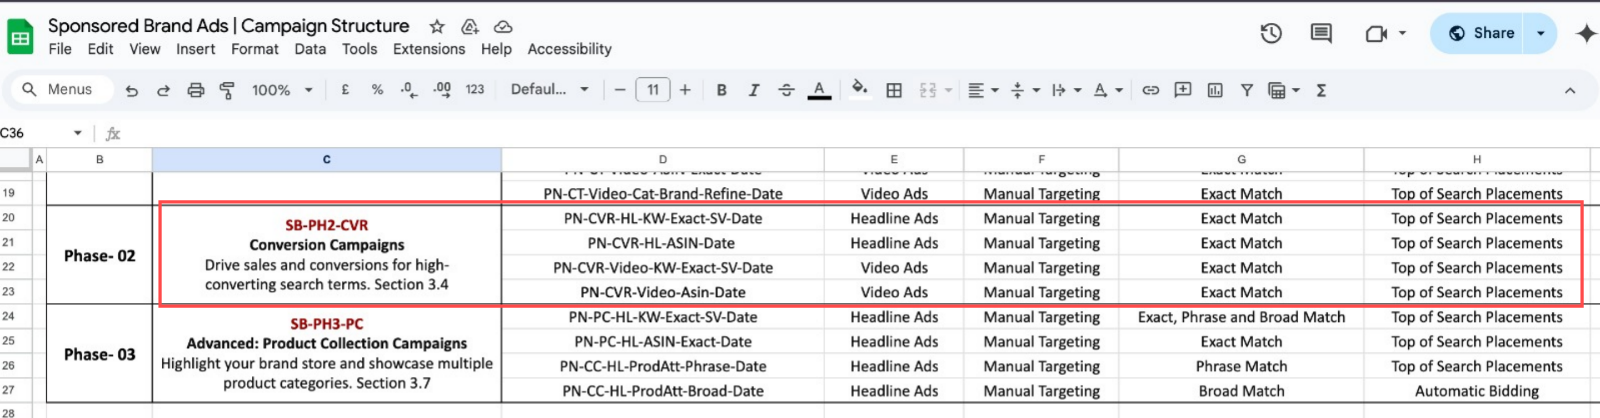 Sponsored Brand Ads | Campaign Structure
File Edit View Insert Format Data Tools Extensions Help Accessibility
Share
Menus 100% £ % .0 .00 123 Defaul... − 11 + B I A Σ
C36 fx
A B C D E F G H
19 PN-CT-Video-Cat-Brand-Refine-Date Video Ads Manual Targeting Exact Match Top of Search Placements
20 PN-CVR-HL-KW-Exact-SV-Date Headline Ads Manual Targeting Exact Match Top of Search Placements
SB-PH2-CVR
21 Conversion Campaigns PN-CVR-HL-ASIN-Date Headline Ads Manual Targeting Exact Match Top of Search Placements
Phase- 02
22 Drive sales and conversions for high- PN-CVR-Video-KW-Exact-SV-Date Video Ads Manual Targeting Exact Match Top of Search Placements
23 converting search terms. Section 3.4 PN-CVR-Video-Asin-Date Video Ads Manual Targeting Exact Match Top of Search Placements
24 SB-PH3-PC PN-PC-HL-KW-Exact-SV-Date Headline Ads Manual Targeting Exact, Phrase and Broad Match Top of Search Placements
25 Advanced: Product Collection Campaigns PN-PC-HL-ASIN-Exact-Date Headline Ads Manual Targeting Exact Match Top of Search Placements
Phase- 03
26 Highlight your brand store and showcase multiple PN-CC-HL-ProdAtt-Phrase-Date Headline Ads Manual Targeting Phrase Match Top of Search Placements
27 product categories. Section 3.7 PN-CC-HL-ProdAtt-Broad-Date Headline Ads Manual Targeting Broad Match Automatic Bidding
28